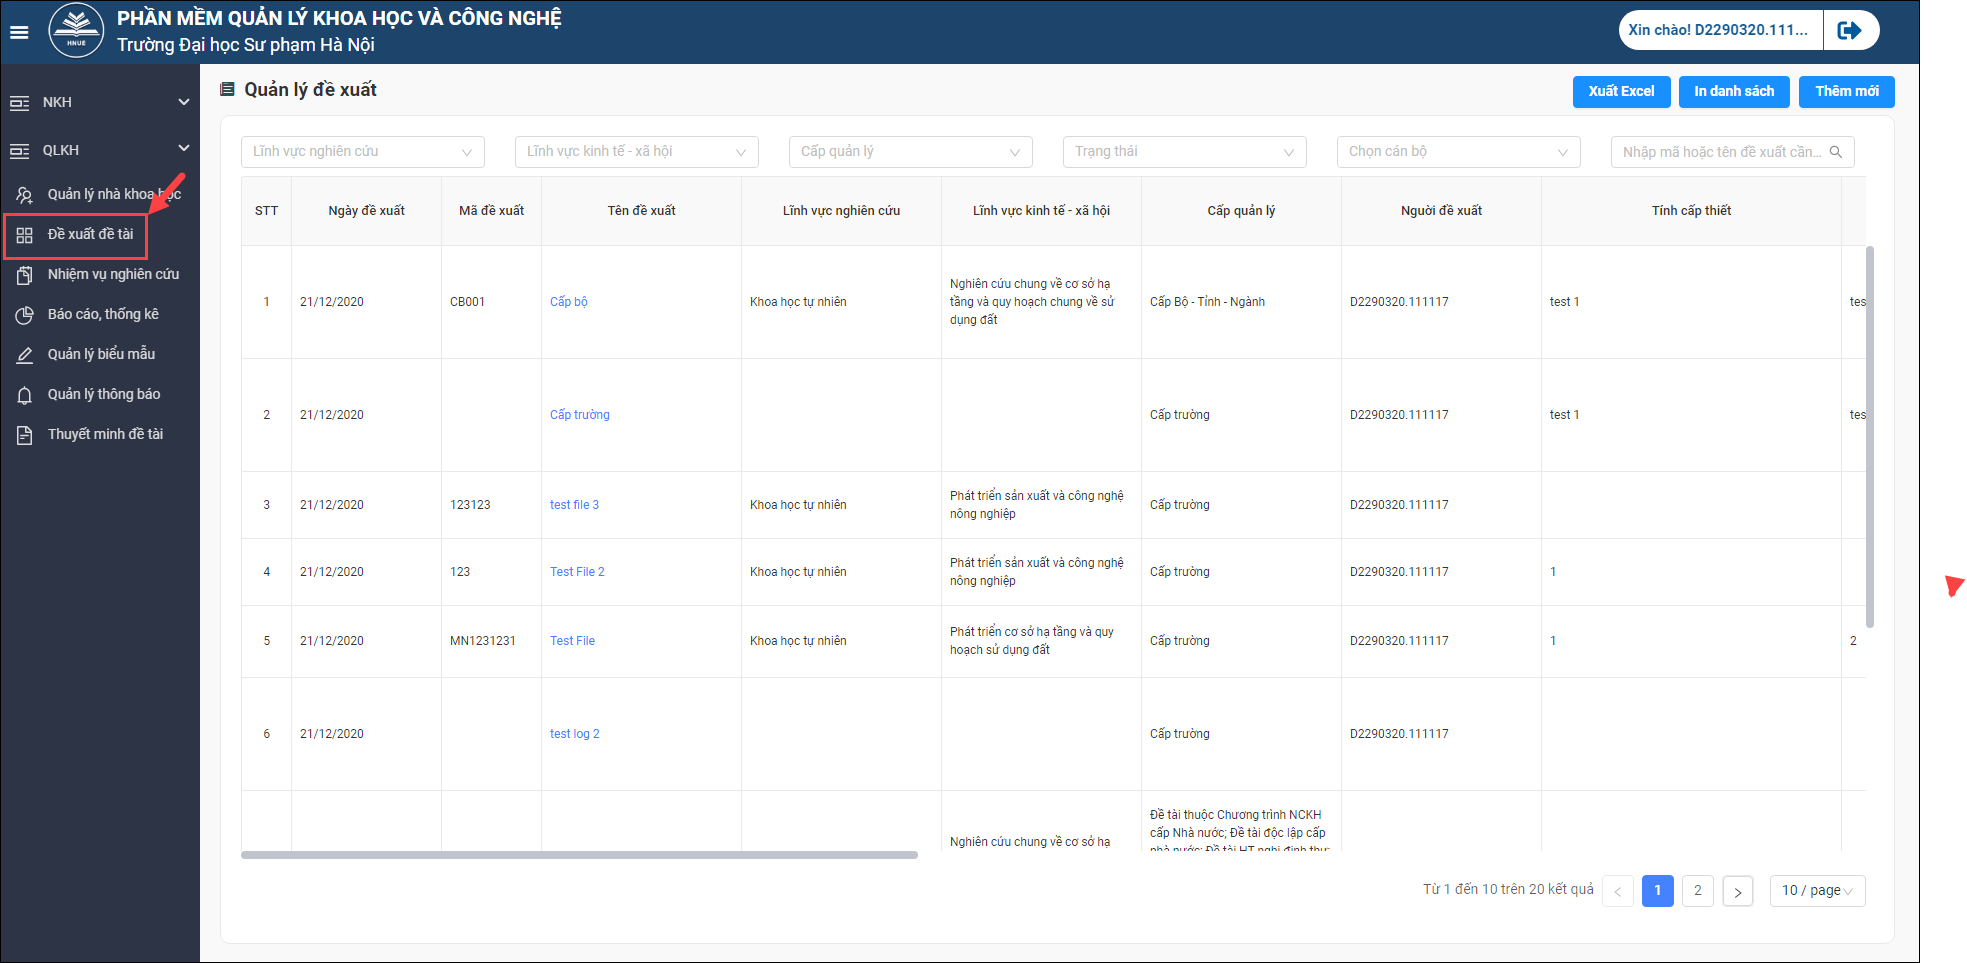 PHẦN MỀM QUẢN LÝ KHOA HỌC VÀ CÔNG NGHỆ
Trường Đại học Sư phạm Hà Nội
HNUE
Xin chào! D2290320.111...
NKH
QLKH
Quản lý nhà khoa học
Đề xuất đề tài
Nhiệm vụ nghiên cứu
Báo cáo, thống kê
Quản lý biểu mẫu
Quản lý thông báo
Thuyết minh đề tài
Quản lý đề xuất
Xuất Excel In danh sách Thêm mới
Lĩnh vực nghiên cứu Lĩnh vực kinh tế - xã hội Cấp quản lý Trạng thái Chọn cán bộ Nhập mã hoặc tên đề xuất cần...
STT Ngày đề xuất Mã đề xuất Tên đề xuất Lĩnh vực nghiên cứu Lĩnh vực kinh tế - xã hội Cấp quản lý Người đề xuất Tính cấp thiết
Nghiên cứu chung về cơ sở hạ
1 21/12/2020 CB001 Cấp bộ Khoa học tự nhiên tầng và quy hoạch chung về sử Cấp Bộ - Tỉnh - Ngành D2290320.111117 test 1 tes
dụng đất
2 21/12/2020 Cấp trường Cấp trường D2290320.111117 test 1 tes
Phát triển sản xuất và công nghệ
3 21/12/2020 123123 test file 3 Khoa học tự nhiên Cấp trường D2290320.111117
nông nghiệp
Phát triển sản xuất và công nghệ
4 21/12/2020 123 Test File 2 Khoa học tự nhiên Cấp trường D2290320.111117 1
nông nghiệp
Phát triển cơ sở hạ tầng và quy
5 21/12/2020 MN1231231 Test File Khoa học tự nhiên Cấp trường D2290320.111117 1 2
hoạch sử dụng đất
6 21/12/2020 test log 2 Cấp trường D2290320.111117
Đề tài thuộc Chương trình NCKH
cấp Nhà nước; Đề tài độc lập cấp
Nghiên cứu chung về cơ sở hạ
nhà nước; Đề tài HT nghị định thư;
Từ 1 đến 10 trên 20 kết quả < 1 2 > 10 / page